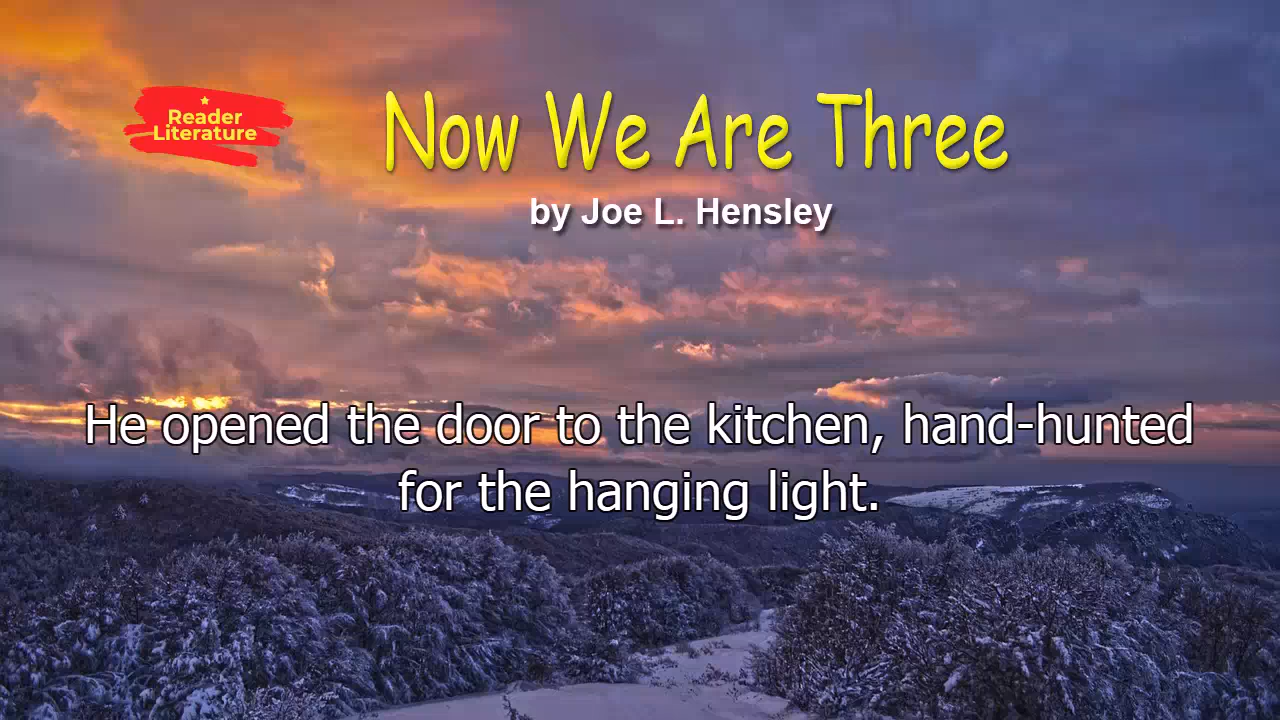 Reader
Literature
Now We Are Three
by Joe L. Hensley
He opened the door to the kitchen, hand-hunted
for the hanging light.